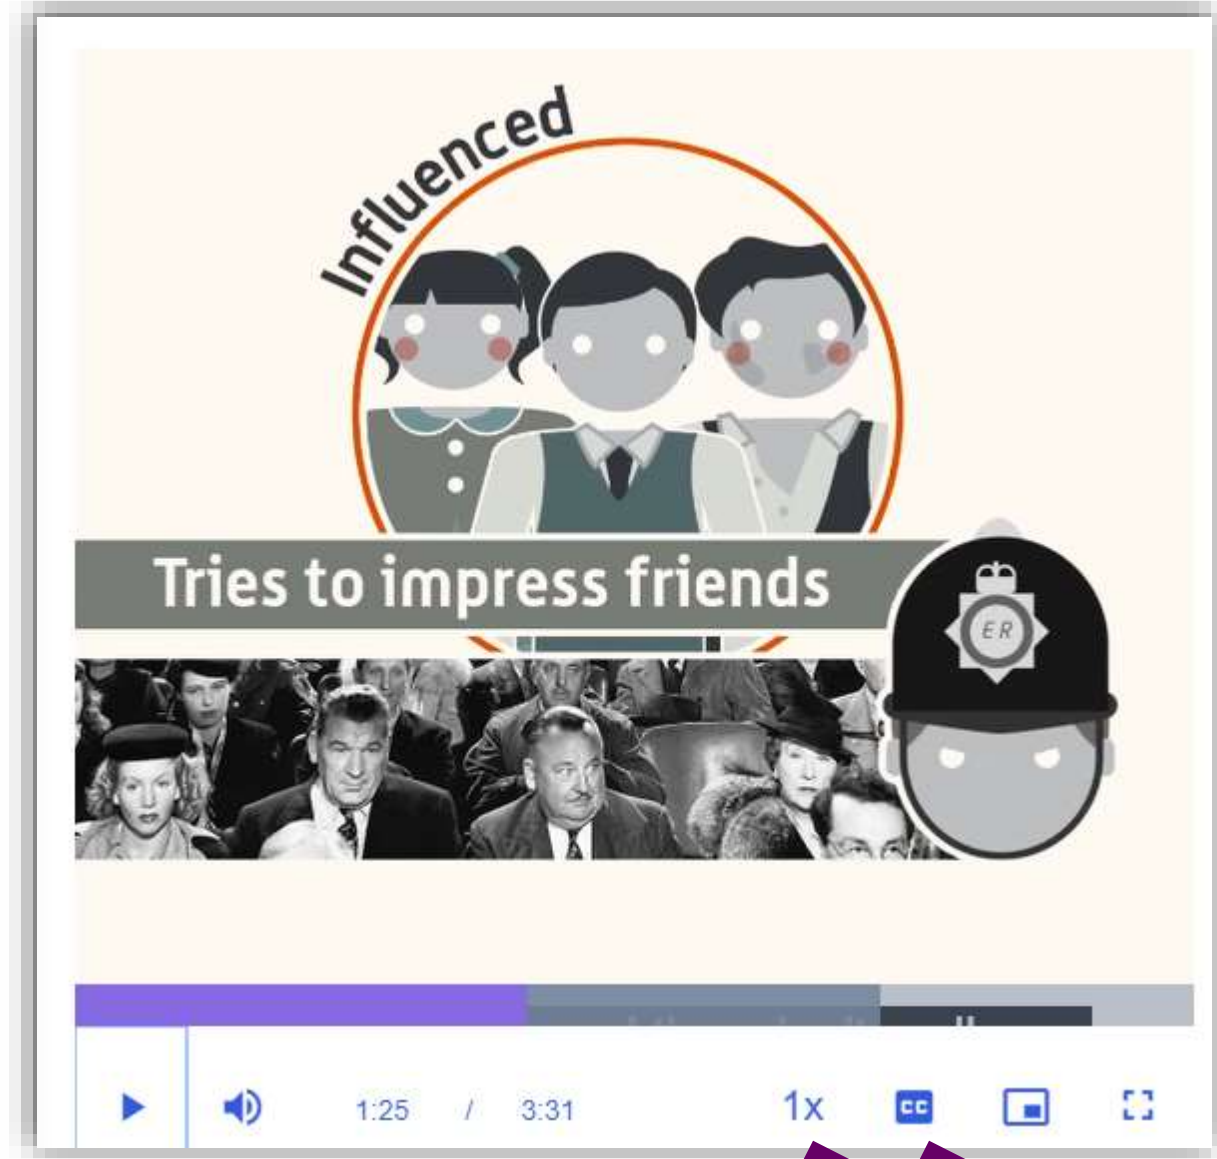 Influenced
Tries to impress friends
ER
1:25 / 3:31
1x
CC